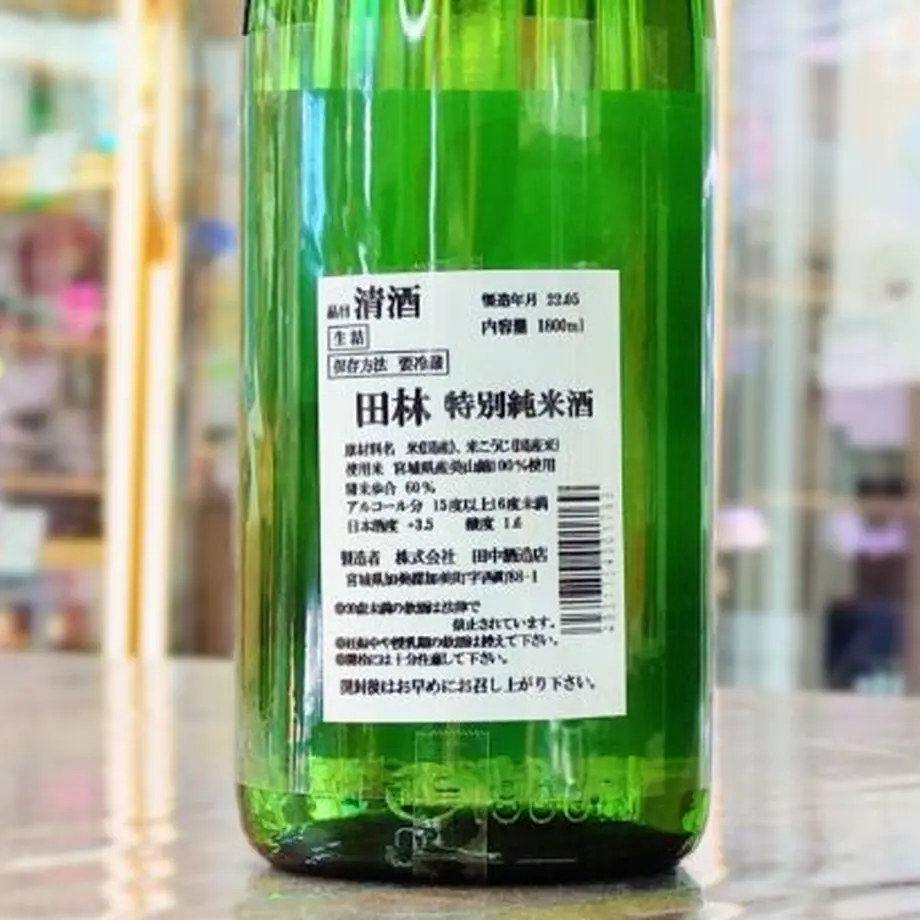 品目 清酒
製造年月 22.05
内容量 1800ml
生詰
保存方法 要冷蔵
田林 特別純米酒
原材料名 米(国産)、米こうじ(国産米)
使用米 宮城県産美山錦100%使用
精米歩合 60%
アルコール分 15度以上16度未満
日本酒度 +3.5 酸度 1.6
製造者 株式会社 田中酒造店
宮城県加美郡加美町字西町88-1
◎20歳未満の飲酒は法律で
禁止されています。
◎妊娠中や授乳期の飲酒は控えて下さい。
◎開栓には十分注意して下さい。
開封後はお早めにお召し上がり下さい。